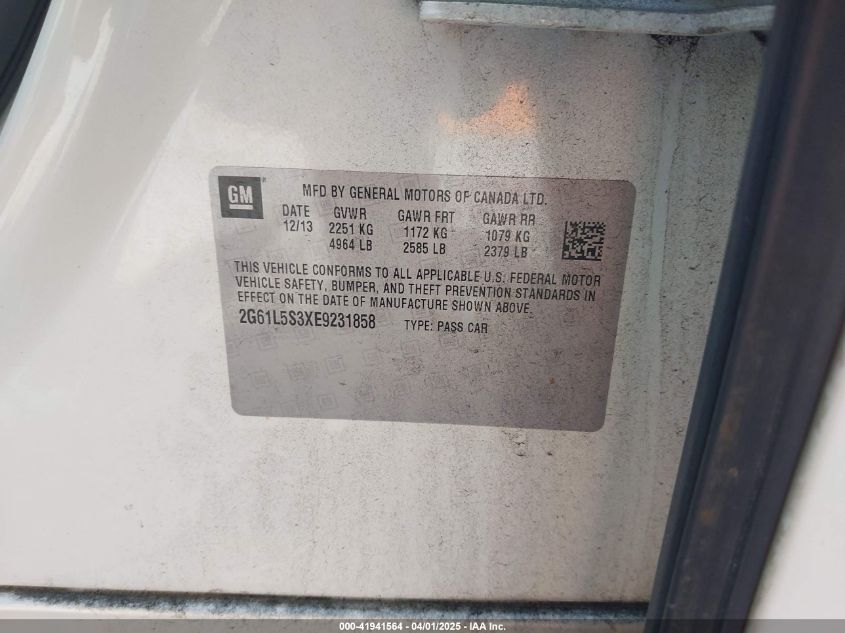 GM
MFD BY GENERAL MOTORS OF CANADA LTD.
DATE GVWR GAWR FRT GAWR RR
12/13 2251 KG 1172 KG 1079 KG
4964 LB 2585 LB 2379 LB
THIS VEHICLE CONFORMS TO ALL APPLICABLE U.S. FEDERAL MOTOR
VEHICLE SAFETY, BUMPER, AND THEFT PREVENTION STANDARDS IN
EFFECT ON THE DATE OF MANUFACTURE SHOWN ABOVE.
2G61L5S3XE9231858 TYPE: PASS CAR
000-41941564 - 04/01/2025 - IAA Inc.